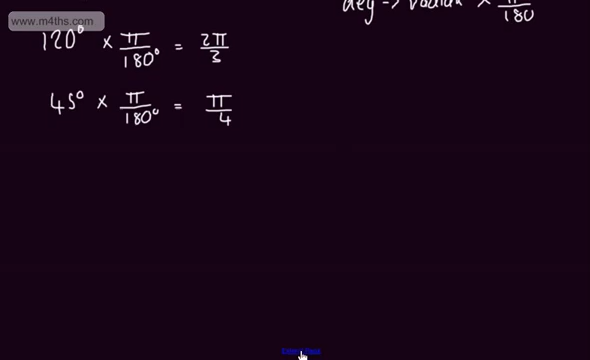 www.m4ths.com
deg -> radian × π/180
120° × π/180° = 2π/3
45° × π/180° = π/4